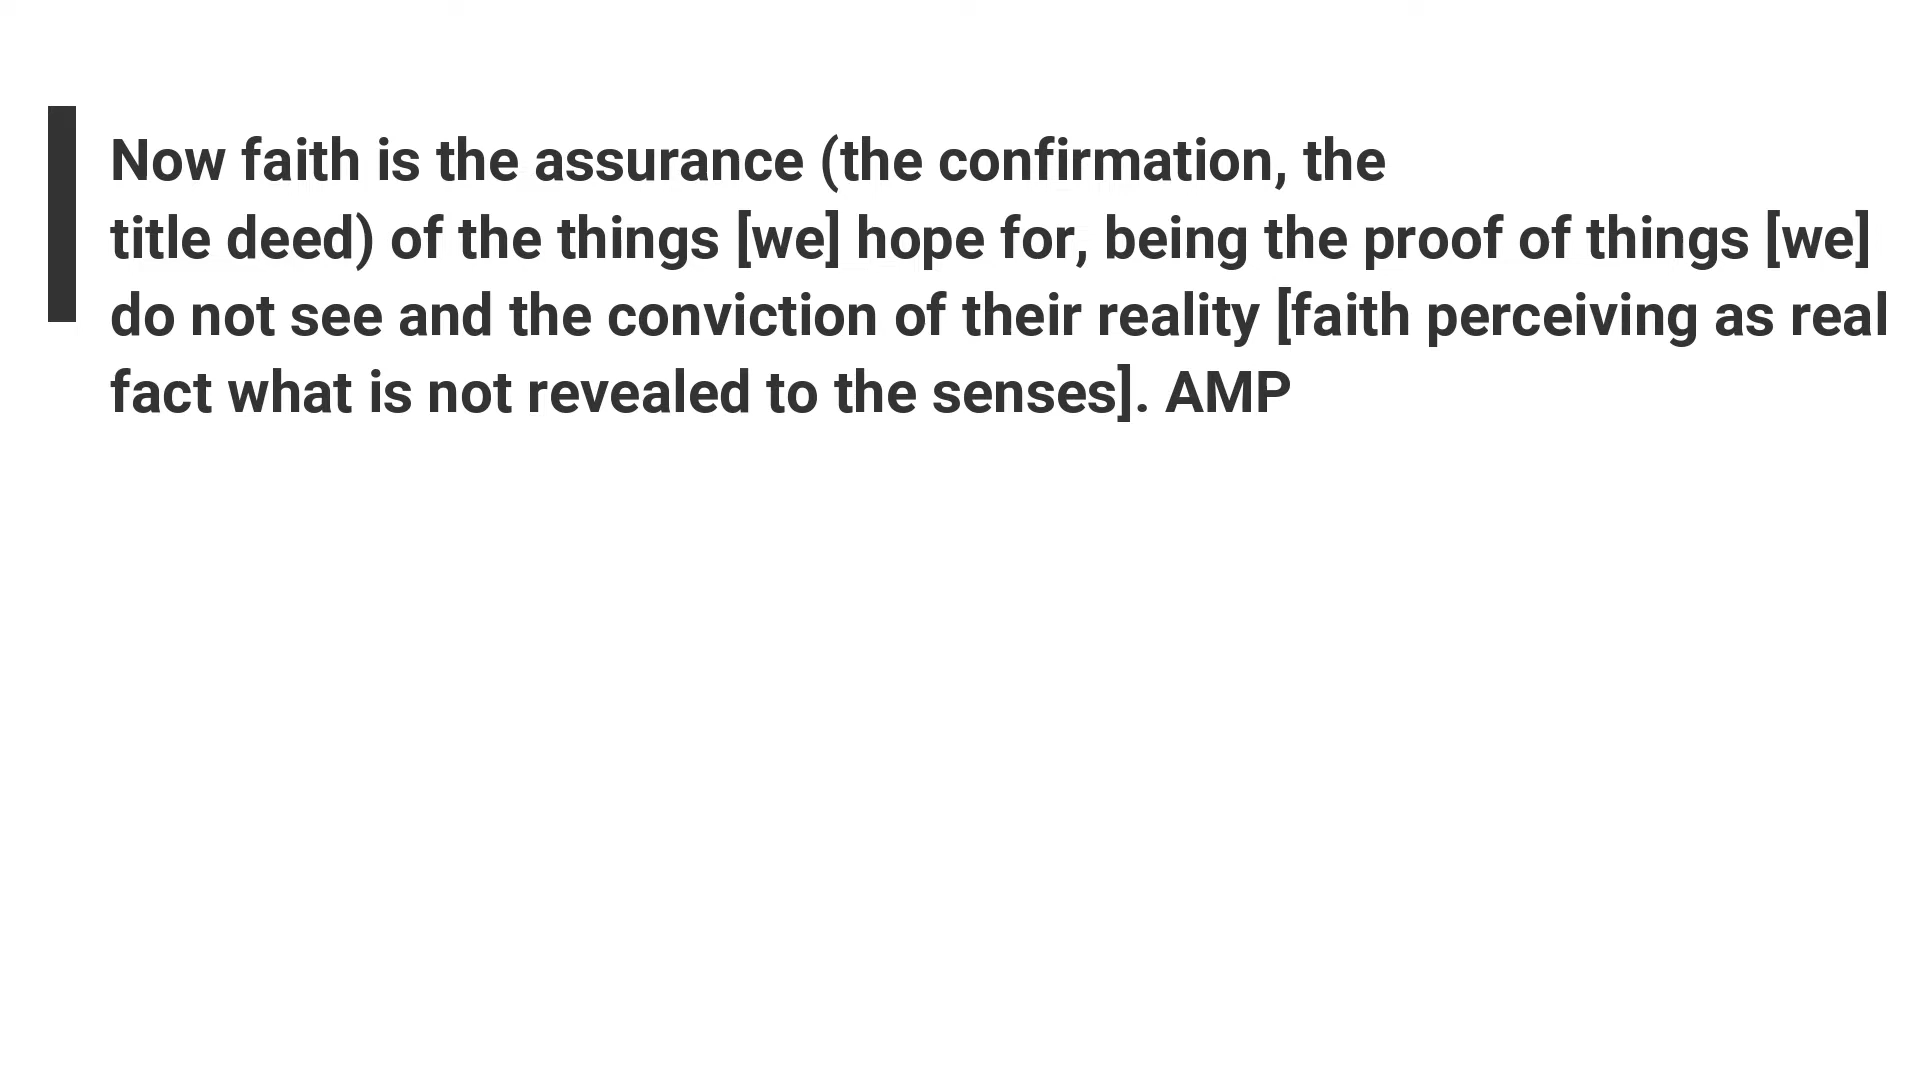 Now faith is the assurance (the confirmation, the
title deed) of the things [we] hope for, being the proof of things [we]
do not see and the conviction of their reality [faith perceiving as real
fact what is not revealed to the senses]. AMP